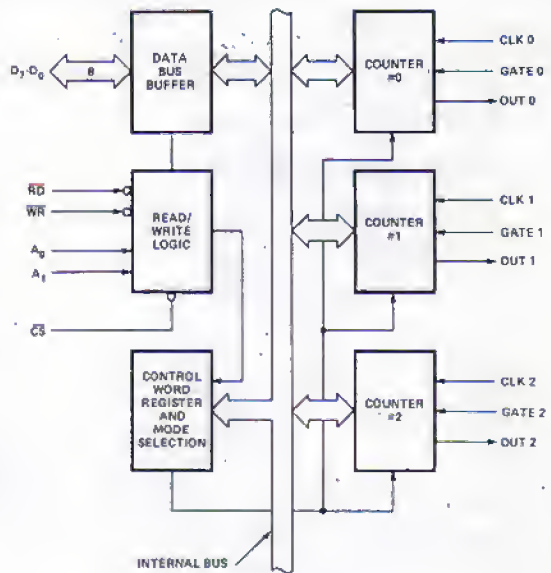 D7-D0
8
DATA
BUS
BUFFER
COUNTER
#0
CLK 0
GATE 0
OUT 0
RD
WR
A0
A1
CS
READ/
WRITE
LOGIC
COUNTER
#1
CLK 1
GATE 1
OUT 1
CONTROL
WORD
REGISTER
AND
MODE
SELECTION
COUNTER
#2
CLK 2
GATE 2
OUT 2
INTERNAL BUS